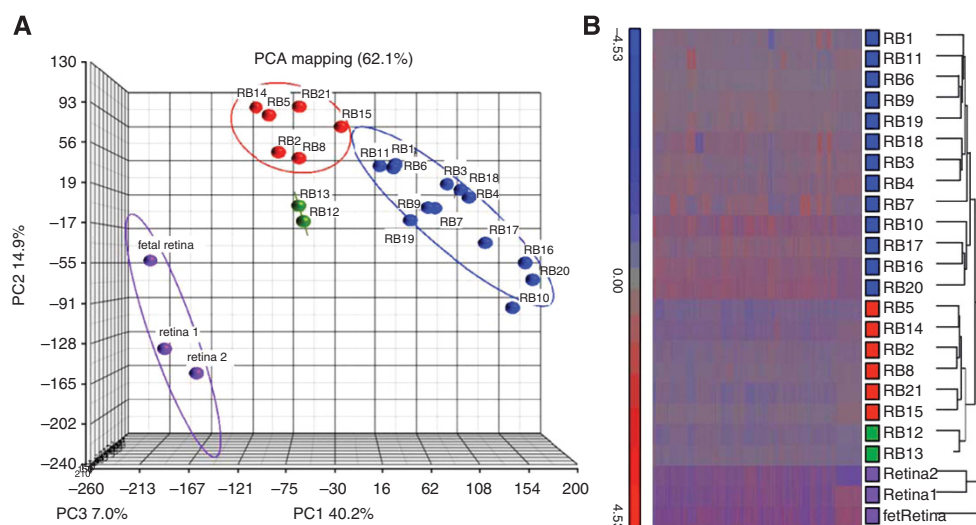 A
PCA mapping (62.1%)
130
93
56
19
−17
−55
−91
−128
−165
−202
−240
PC2 14.9%
RB14
RB5
RB21
RB15
RB2
RB8
RB11
RB1
RB6
RB3
RB18
RB4
RB13
RB12
RB9
RB7
RB19
RB17
RB16
RB20
RB10
fetal retina
retina 1
retina 2
−260
−213
−167
−121
−75
−30
16
62
108
154
200
PC3 7.0%
PC1 40.2%
B
−4.53
0.00
RB1
RB11
RB6
RB9
RB19
RB18
RB3
RB4
RB7
RB10
RB17
RB16
RB20
RB5
RB14
RB2
RB8
RB21
RB15
RB12
RB13
Retina2
Retina1
fetRetina